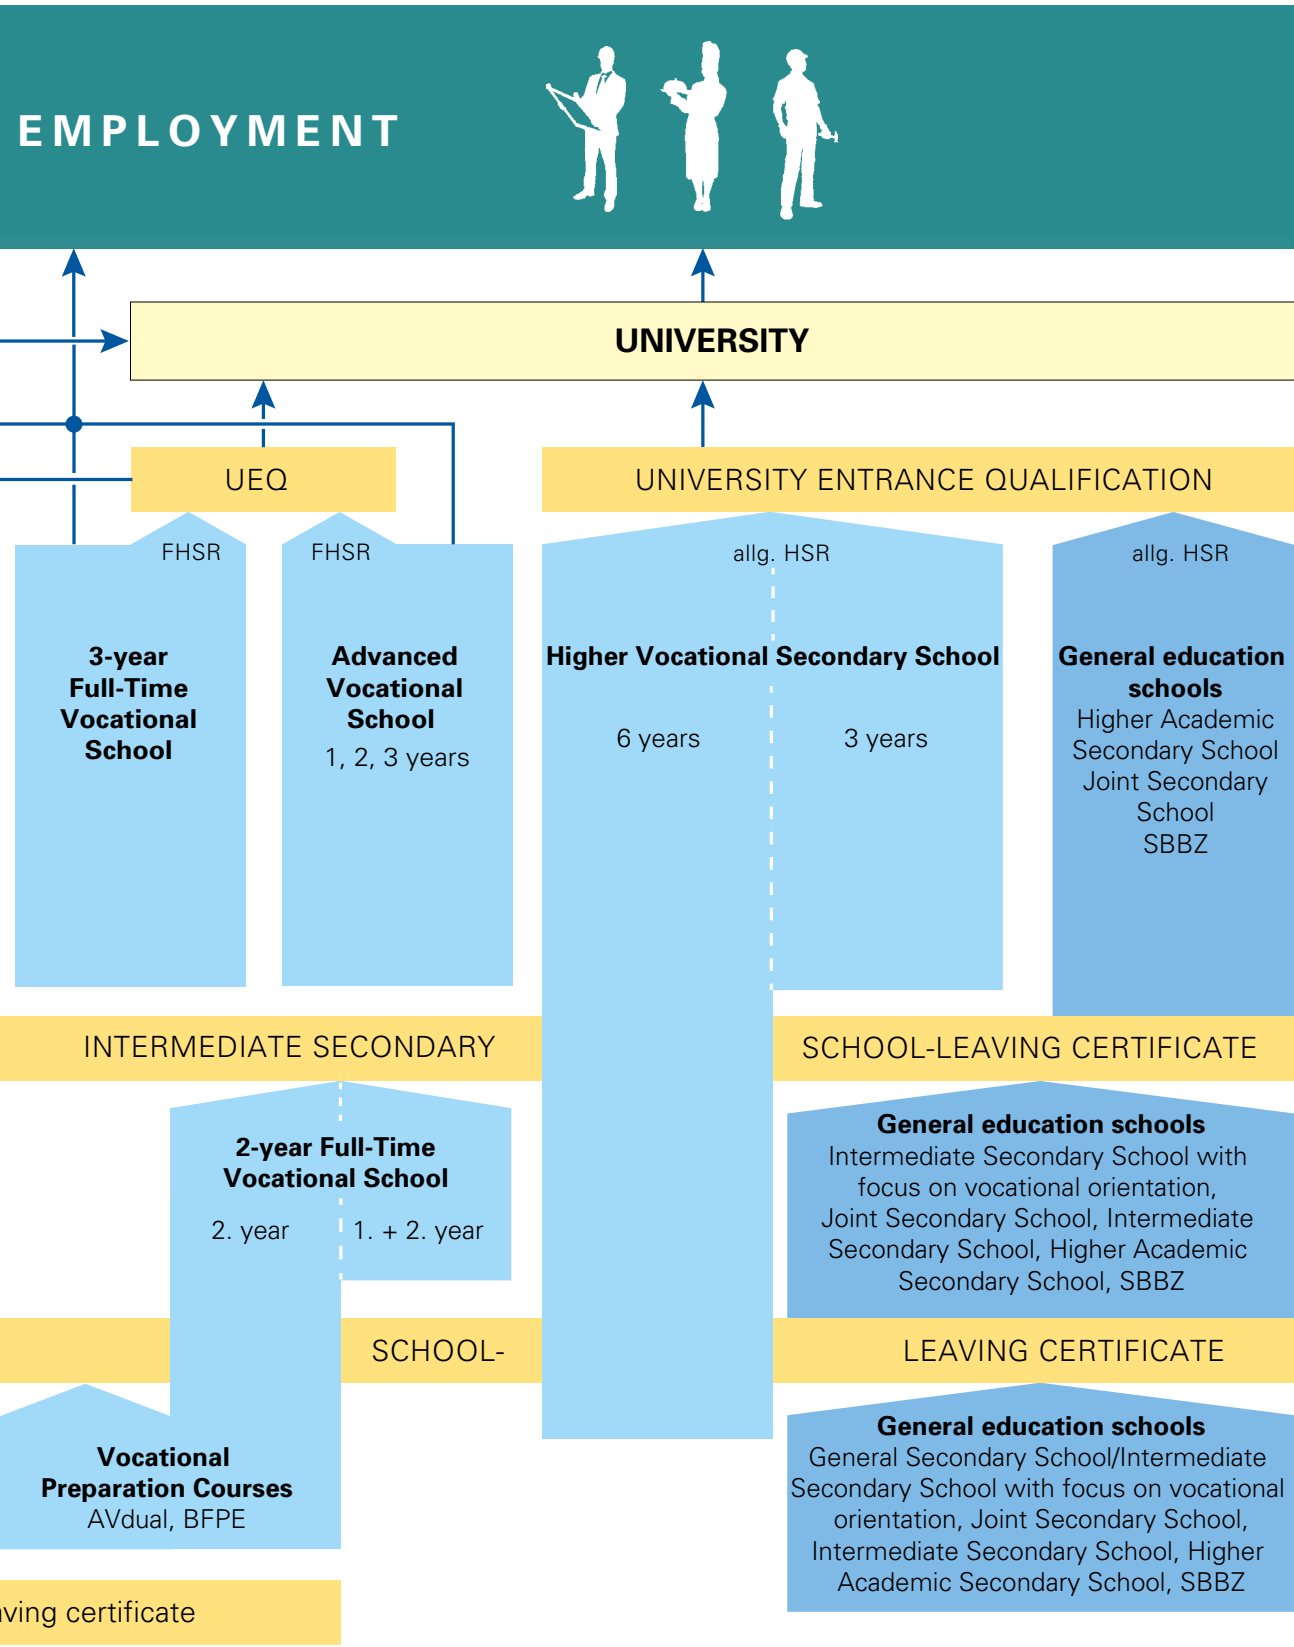 EMPLOYMENT
UNIVERSITY
UEQ
UNIVERSITY ENTRANCE QUALIFICATION
FHSR
FHSR
allg. HSR
allg. HSR
3-year
Full-Time
Vocational
School
Advanced
Vocational
School
1, 2, 3 years
Higher Vocational Secondary School
6 years
3 years
General education
schools
Higher Academic
Secondary School
Joint Secondary
School
SBBZ
INTERMEDIATE SECONDARY
SCHOOL-LEAVING CERTIFICATE
2-year Full-Time
Vocational School
2. year
1. + 2. year
General education schools
Intermediate Secondary School with
focus on vocational orientation,
Joint Secondary School, Intermediate
Secondary School, Higher Academic
Secondary School, SBBZ
SCHOOL-
LEAVING CERTIFICATE
Vocational
Preparation Courses
AVdual, BFPE
General education schools
General Secondary School/Intermediate
Secondary School with focus on vocational
orientation, Joint Secondary School,
Intermediate Secondary School, Higher
Academic Secondary School, SBBZ
certificate